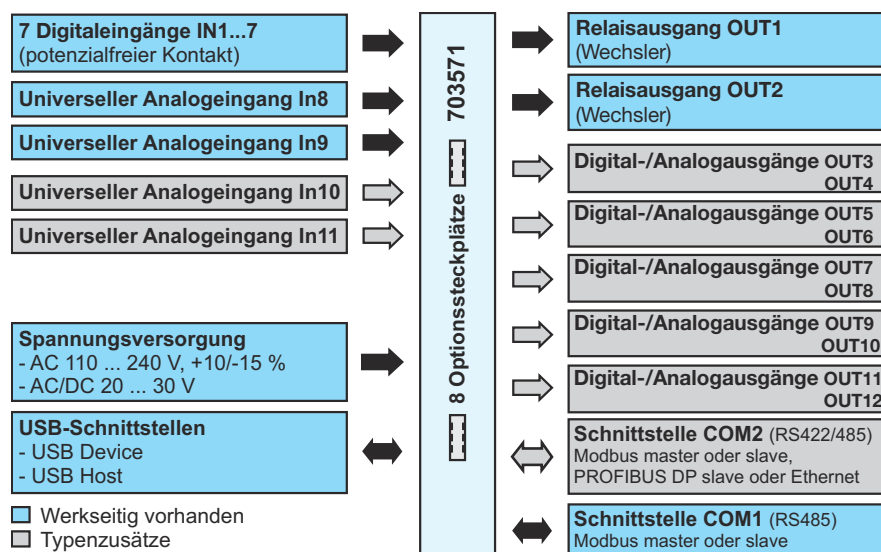 7 Digitaleingänge IN1...7
(potenzialfreier Kontakt)
Universeller Analogeingang In8
Universeller Analogeingang In9
Universeller Analogeingang In10
Universeller Analogeingang In11
Spannungsversorgung
- AC 110 ... 240 V, +10/-15 %
- AC/DC 20 ... 30 V
USB-Schnittstellen
- USB Device
- USB Host
Werkseitig vorhanden
Typenzusätze
703571
8 Optionssteckplätze
Relaisausgang OUT1
(Wechsler)
Relaisausgang OUT2
(Wechsler)
Digital-/Analogausgänge OUT3
OUT4
Digital-/Analogausgänge OUT5
OUT6
Digital-/Analogausgänge OUT7
OUT8
Digital-/Analogausgänge OUT9
OUT10
Digital-/Analogausgänge OUT11
OUT12
Schnittstelle COM2 (RS422/485)
Modbus master oder slave,
PROFIBUS DP slave oder Ethernet
Schnittstelle COM1 (RS485)
Modbus master oder slave